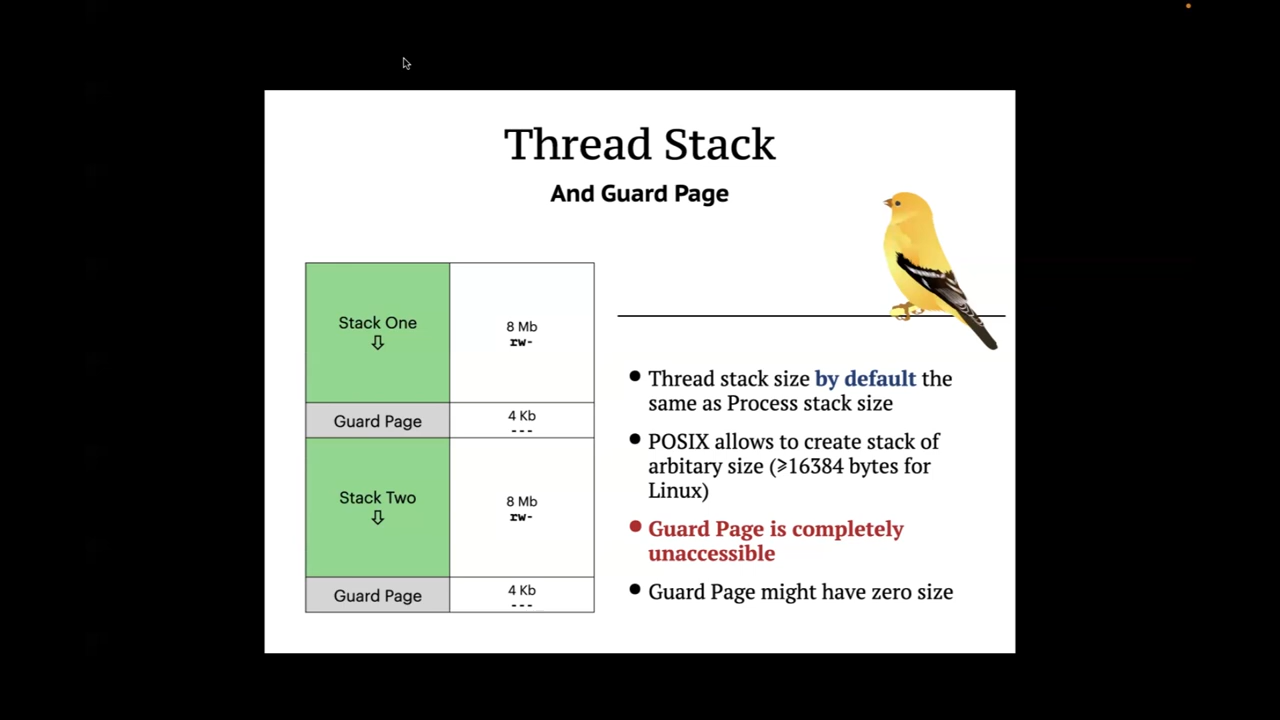 Thread Stack
And Guard Page
Stack One
⇩
8 Mb
rw-
Guard Page
4 Kb
---
Stack Two
⇩
8 Mb
rw-
Guard Page
4 Kb
---
• Thread stack size by default the
same as Process stack size
• POSIX allows to create stack of
arbitary size (⩾16384 bytes for
Linux)
• Guard Page is completely
unaccessible
• Guard Page might have zero size